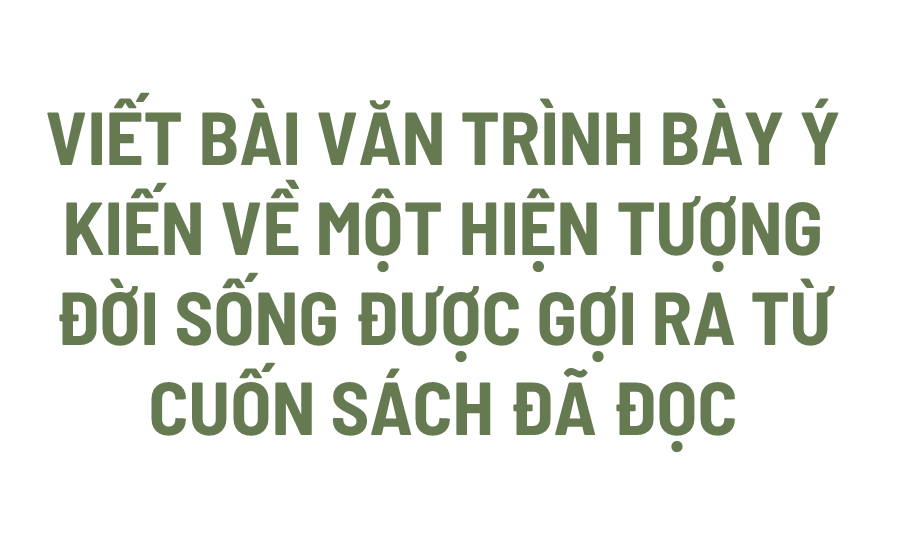 VIẾT BÀI VĂN TRÌNH BÀY Ý
KIẾN VỀ MỘT HIỆN TƯỢNG
ĐỜI SỐNG ĐƯỢC GỢI RA TỪ
CUỐN SÁCH ĐÃ ĐỌC